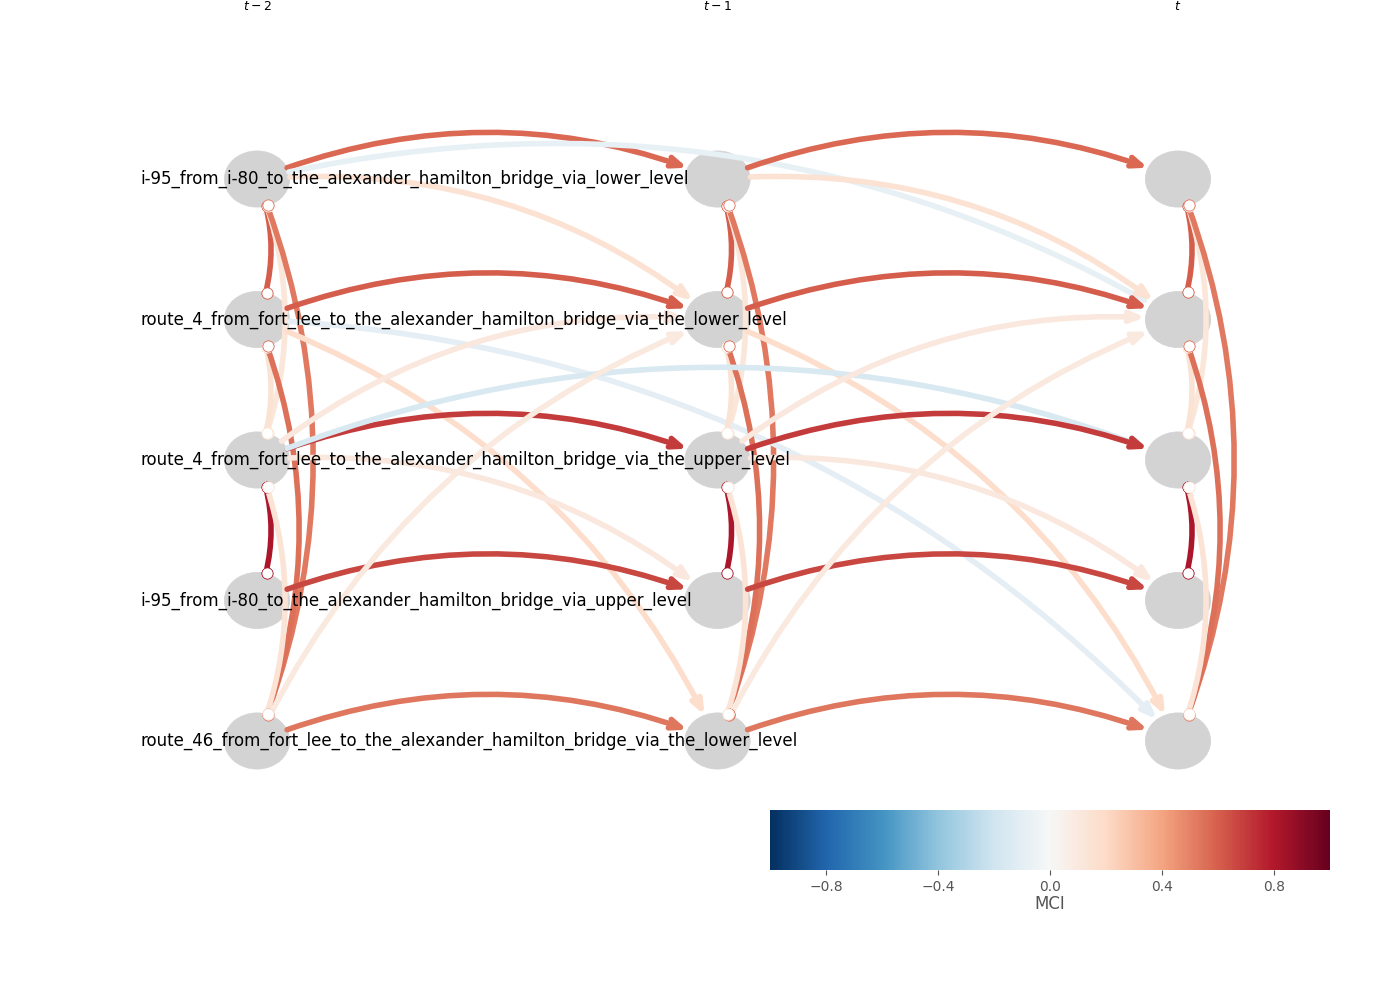 t − 2 t − 1 t
i-95_from_i-80_to_the_alexander_hamilton_bridge_via_lower_level
route_4_from_fort_lee_to_the_alexander_hamilton_bridge_via_the_lower_level
route_4_from_fort_lee_to_the_alexander_hamilton_bridge_via_the_upper_level
i-95_from_i-80_to_the_alexander_hamilton_bridge_via_upper_level
route_46_from_fort_lee_to_the_alexander_hamilton_bridge_via_the_lower_level
−0.8 −0.4 0.0 0.4 0.8
MCI